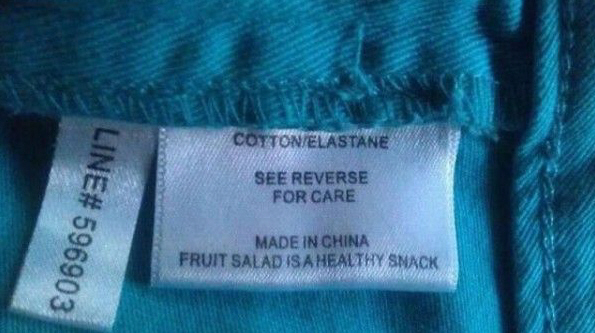 COTTON/ELASTANE
SEE REVERSE
FOR CARE
MADE IN CHINA
FRUIT SALAD IS A HEALTHY SNACK
LINE# 596903